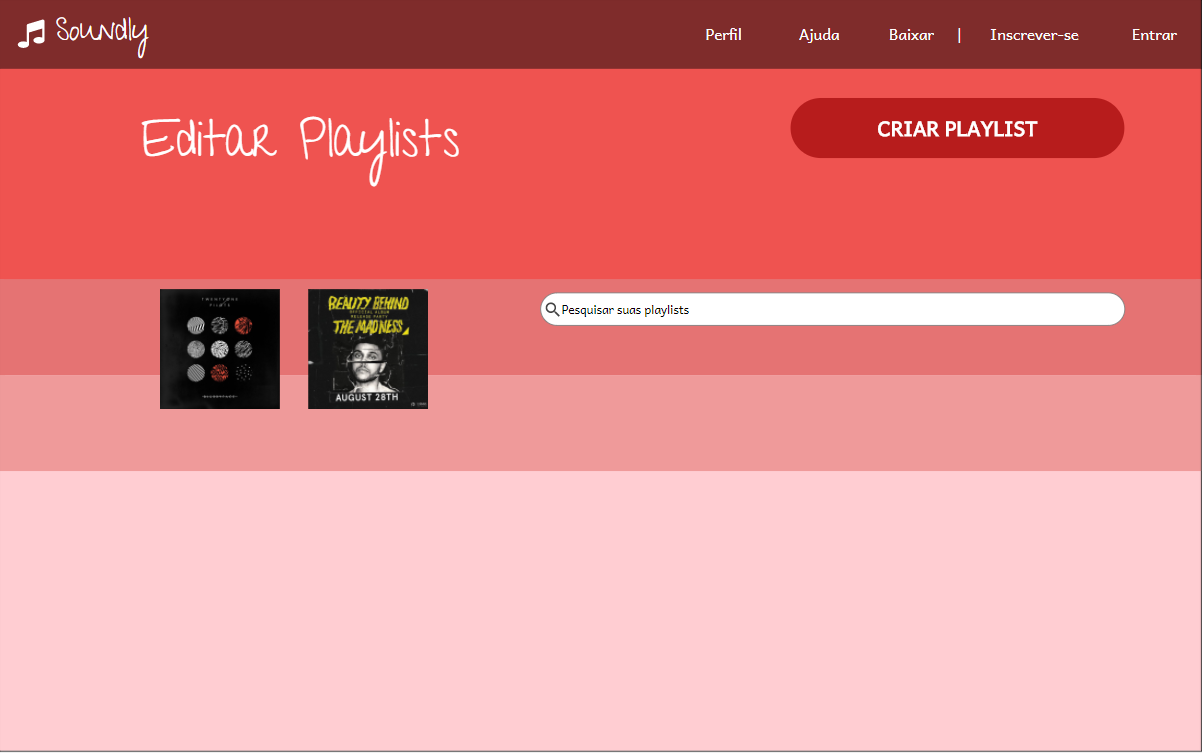 Soundly
Perfil Ajuda Baixar | Inscrever-se Entrar
Editar Playlists
CRIAR PLAYLIST
TWENTY ONE
PILOTS
BLURRYFACE
BEAUTY BEHIND
OFFICIAL ALBUM
RELEASE PARTY
THE MADNESS
AUGUST 28TH
Pesquisar suas playlists